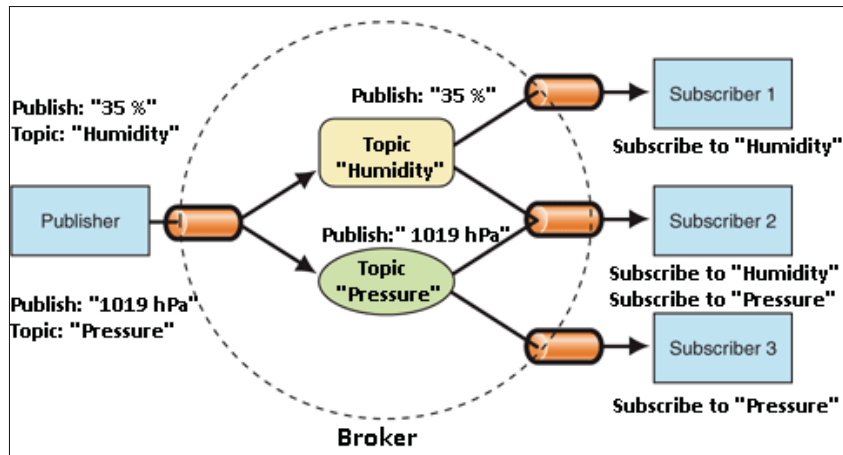 Publish: "35 %"
Topic: "Humidity"
Publisher
Publish: "1019 hPa"
Topic: "Pressure"
Publish: "35 %"
Topic
"Humidity"
Publish:" 1019 hPa"
Topic
"Pressure"
Broker
Subscriber 1
Subscribe to "Humidity"
Subscriber 2
Subscribe to "Humidity"
Subscribe to "Pressure"
Subscriber 3
Subscribe to "Pressure"